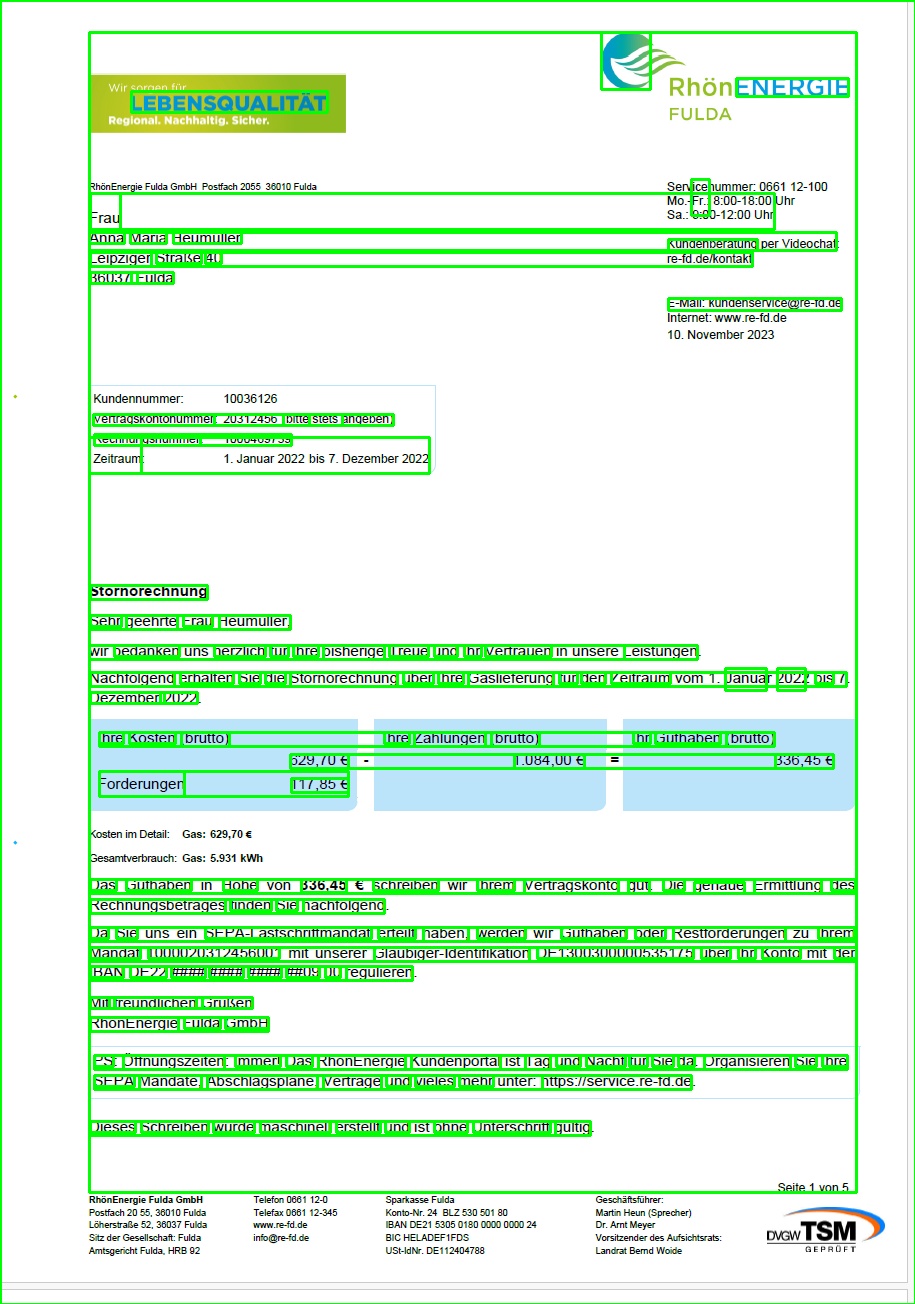 Wir sorgen für
LEBENSQUALITÄT
Regional. Nachhaltig. Sicher.
RhönENERGIE
FULDA
RhönEnergie Fulda GmbH Postfach 2055 36010 Fulda
Frau
Anna Maria Heumüller
Leipziger Straße 40
36037 Fulda
Servicenummer: 0661 12-100
Mo.-Fr.: 8:00-18:00 Uhr
Sa.: 9:00-12:00 Uhr
Kundenberatung per Videochat:
re-fd.de/kontakt
E-Mail: kundenservice@re-fd.de
Internet: www.re-fd.de
10. November 2023
Kundennummer: 10036126
Vertragskontonummer: 20312456 (bitte stets angeben)
Rechnungsnummer:
Zeitraum: 1. Januar 2022 bis 7. Dezember 2022
Stornorechnung
Sehr geehrte Frau Heumüller,
wir bedanken uns herzlich für Ihre bisherige Treue und Ihr Vertrauen in unsere Leistungen.
Nachfolgend erhalten Sie die Stornorechnung über Ihre Gaslieferung für den Zeitraum vom 1. Januar 2022 bis 7.
Dezember 2022.
Ihre Kosten (brutto) Ihre Zahlungen (brutto) Ihr Guthaben (brutto)
629,70 € - 1.084,00 € = 336,45 €
Forderungen 117,85 €
Kosten im Detail: Gas: 629,70 €
Gesamtverbrauch: Gas: 5.931 kWh
Das Guthaben in Höhe von 336,45 € schreiben wir Ihrem Vertragskonto gut. Die genaue Ermittlung des
Rechnungsbetrages finden Sie nachfolgend.
Da Sie uns ein SEPA-Lastschriftmandat erteilt haben, werden wir Guthaben oder Restforderungen zu Ihrem
Mandat 1000020312456001 mit unserer Gläubiger-Identifikation DE1300300000535175 über Ihr Konto mit der
IBAN DE22 #### #### #### ##09 00 regulieren.
Mit freundlichen Grüßen
RhönEnergie Fulda GmbH
PS: Öffnungszeiten: Immer! Das RhönEnergie Kundenportal ist Tag und Nacht für Sie da. Organisieren Sie Ihre
SEPA Mandate, Abschlagspläne, Verträge und vieles mehr unter: https://service.re-fd.de.
Dieses Schreiben wurde maschinell erstellt und ist ohne Unterschrift gültig.
Seite 1 von 5
RhönEnergie Fulda GmbH
Postfach 20 55, 36010 Fulda
Löherstraße 52, 36037 Fulda
Sitz der Gesellschaft: Fulda
Amtsgericht Fulda, HRB 92
Telefon 0661 12-0
Telefax 0661 12-345
www.re-fd.de
info@re-fd.de
Sparkasse Fulda
Konto-Nr. 24 BLZ 530 501 80
IBAN DE21 5305 0180 0000 0000 24
BIC HELADEF1FDS
USt-IdNr. DE112404788
Geschäftsführer:
Martin Heun (Sprecher)
Dr. Arnt Meyer
Vorsitzender des Aufsichtsrats:
Landrat Bernd Woide
DVGW TSM
GEPRÜFT